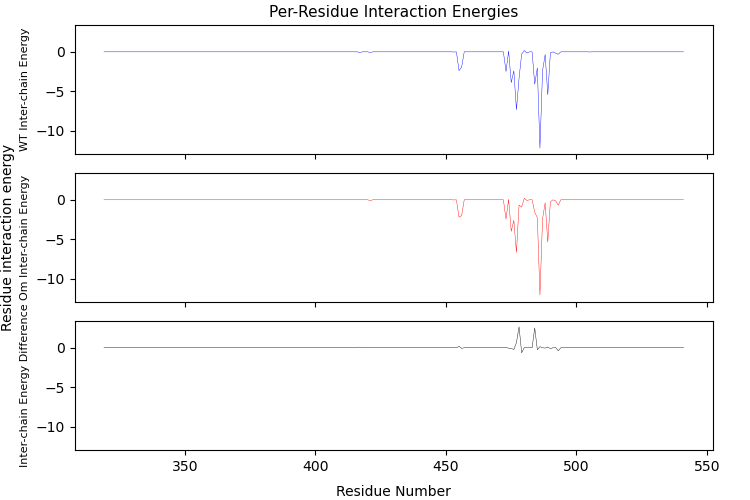 Per-Residue Interaction Energies
WT Inter-chain Energy
0
−5
−10
Residue interaction energy
Om Inter-chain Energy
0
−5
−10
Inter-chain Energy Difference
0
−5
−10
350
400
450
500
550
Residue Number